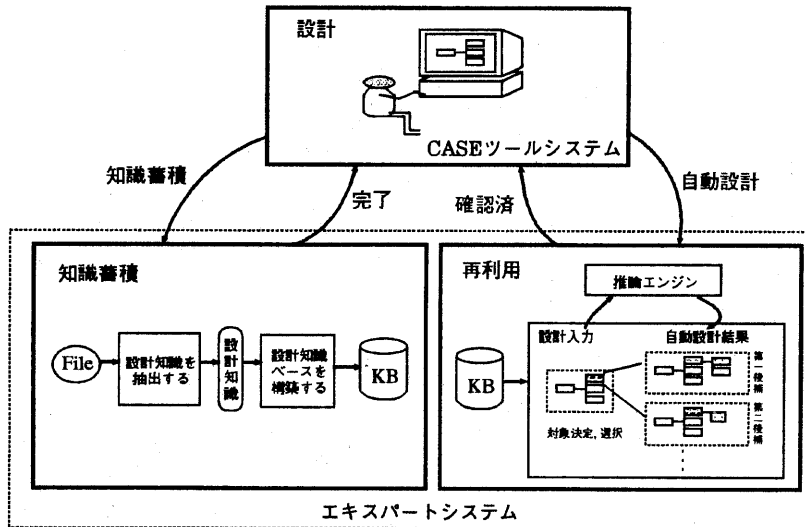 設計
CASEツールシステム
知識蓄積
完了
確認済
自動設計
知識蓄積
File
設計知識を
抽出する
設計知識
設計知識
ベースを
構築する
KB
再利用
推論エンジン
設計入力
自動設計結果
KB
対象決定,選択
第一後補
第二後補
エキスパートシステム